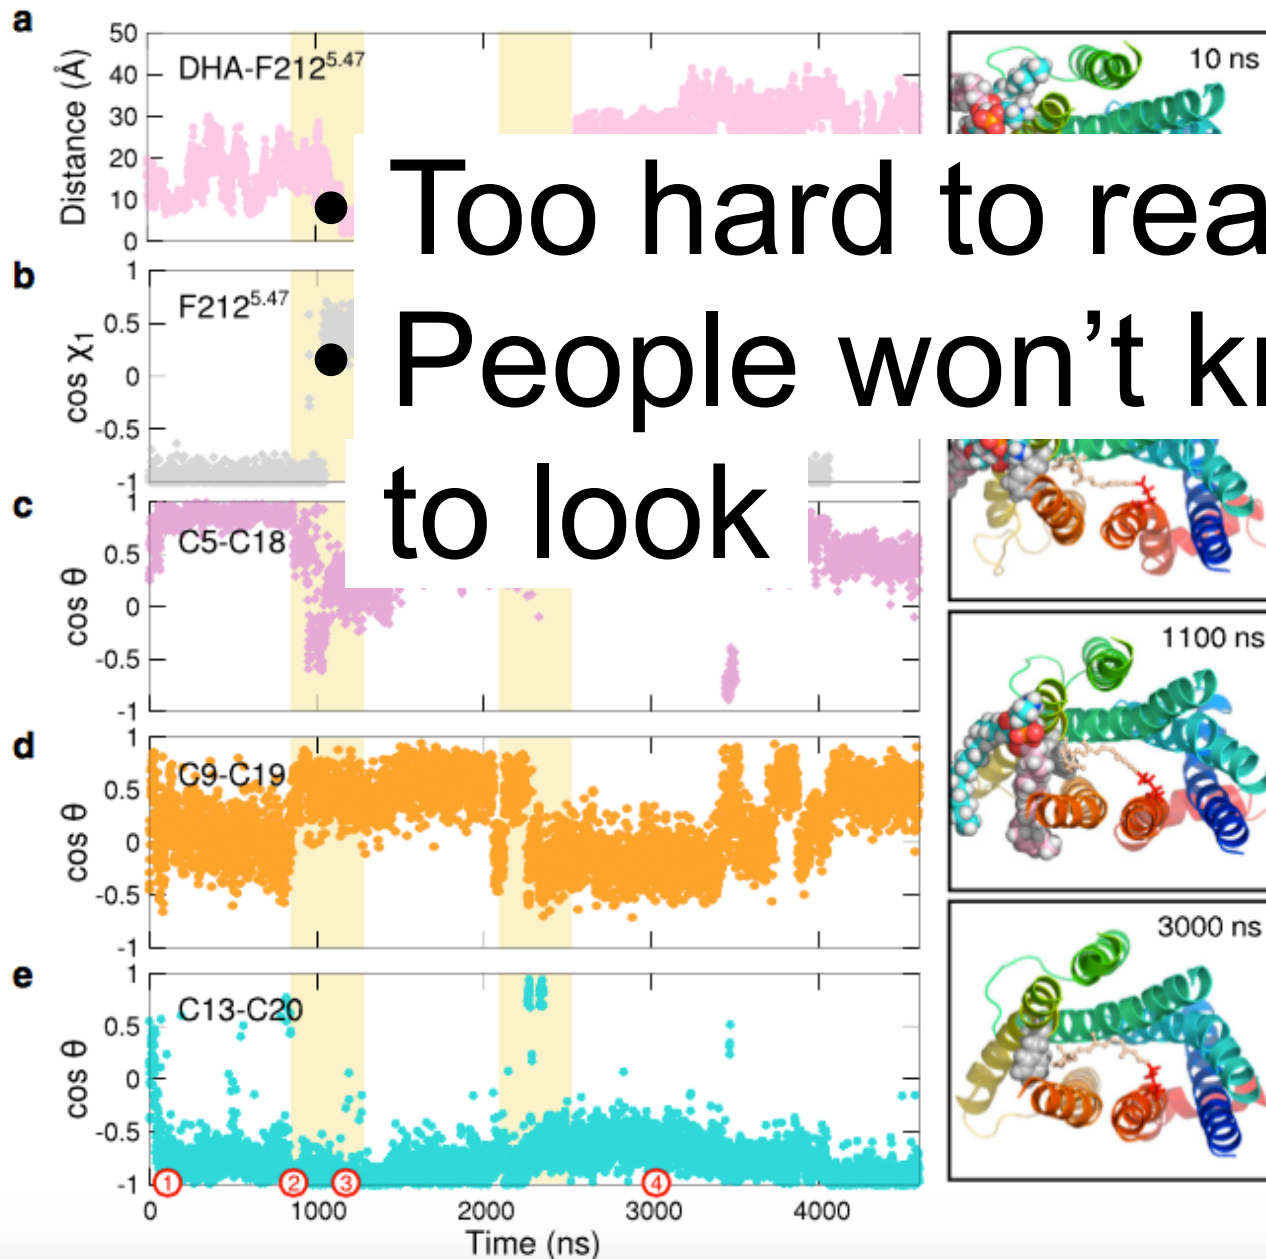 a
50
40
30
20
10
0
Distance (Å)
DHA-F212^5.47
10 ns
• Too hard to rea
b
1
0.5
0
-0.5
-1
cos χ1
F212^5.47
• People won’t k
to look
c
1
0.5
0
-0.5
-1
cos θ
C5-C18
1100 ns
d
1
0.5
0
-0.5
-1
cos θ
C9-C19
3000 ns
e
1
0.5
0
-0.5
-1
cos θ
C13-C20
① ② ③ ④
0 1000 2000 3000 4000
Time (ns)